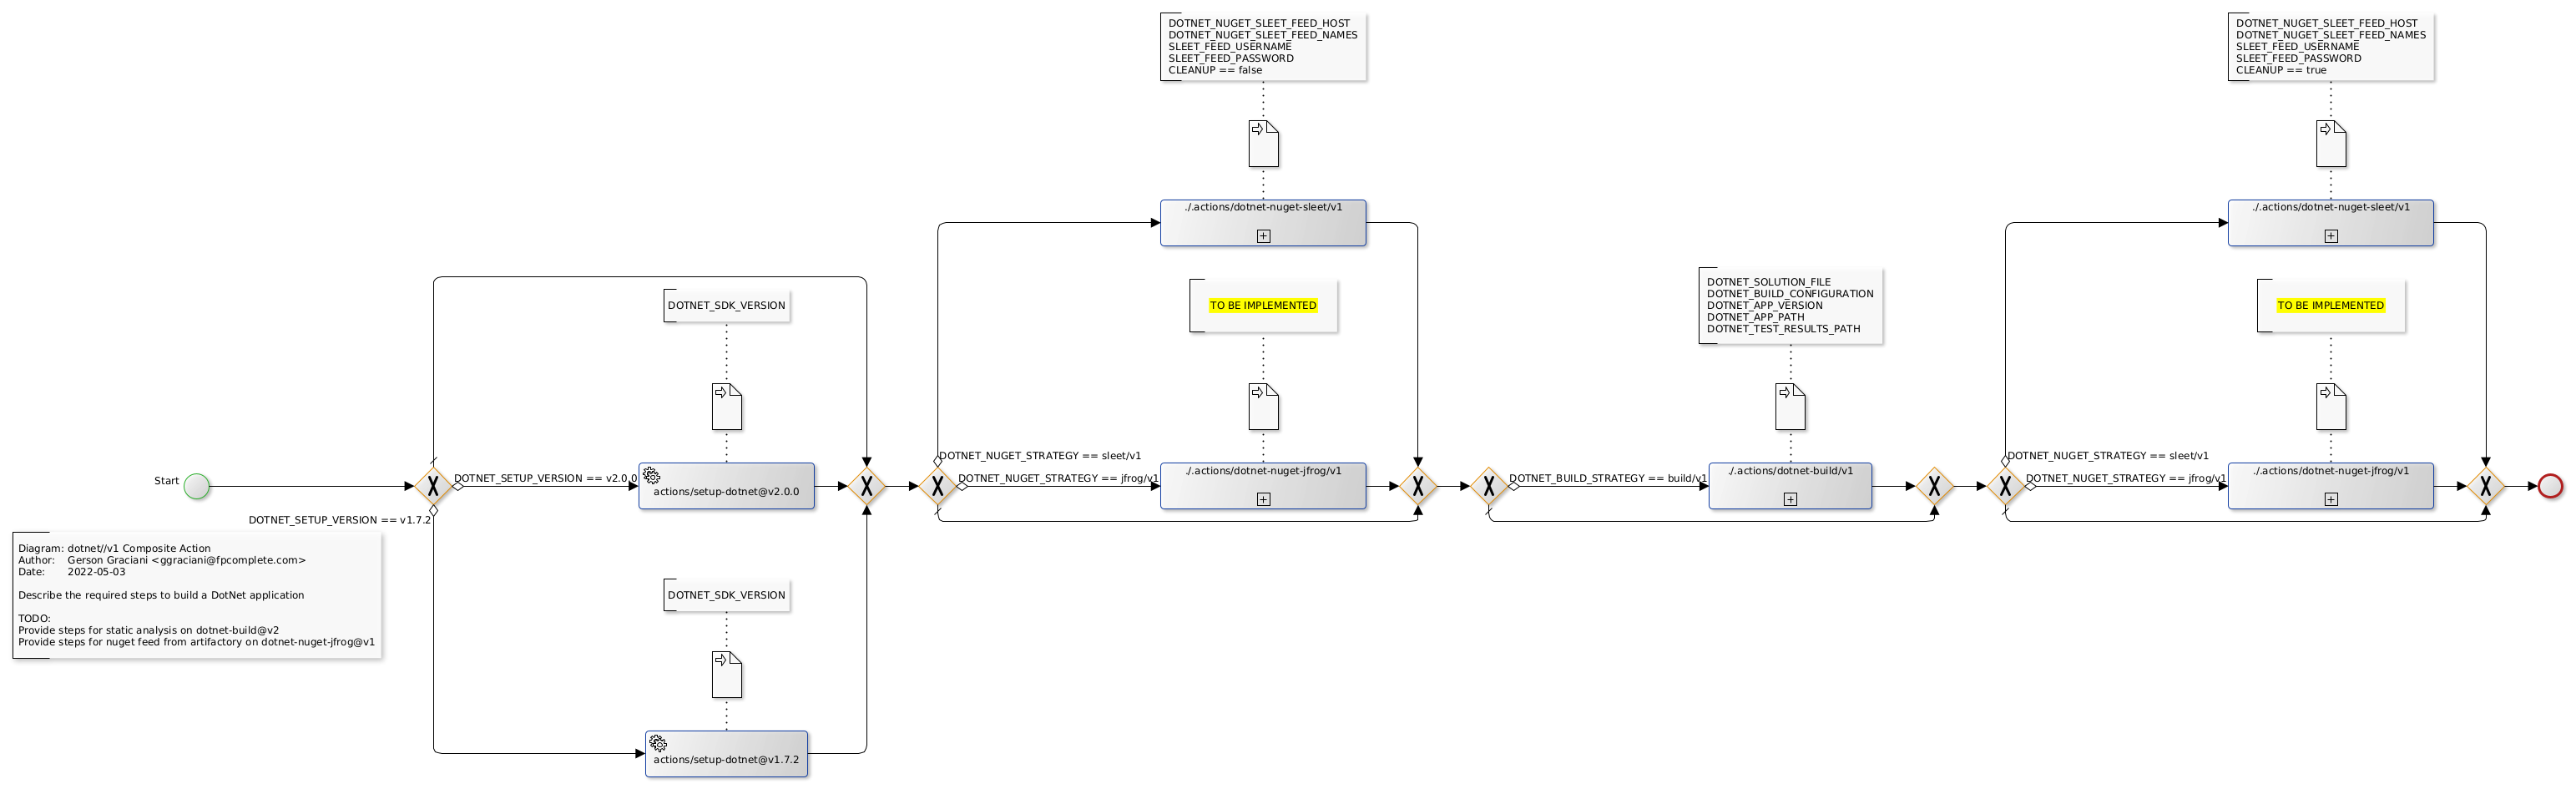 DOTNET_NUGET_SLEET_FEED_HOST
DOTNET_NUGET_SLEET_FEED_NAMES
SLEET_FEED_USERNAME
SLEET_FEED_PASSWORD
CLEANUP == false
DOTNET_NUGET_SLEET_FEED_HOST
DOTNET_NUGET_SLEET_FEED_NAMES
SLEET_FEED_USERNAME
SLEET_FEED_PASSWORD
CLEANUP == true
././actions/dotnet-nuget-sleet/v1
././actions/dotnet-nuget-sleet/v1
DOTNET_SDK_VERSION
TO BE IMPLEMENTED
DOTNET_SOLUTION_FILE
DOTNET_BUILD_CONFIGURATION
DOTNET_APP_VERSION
DOTNET_APP_PATH
DOTNET_TEST_RESULTS_PATH
TO BE IMPLEMENTED
Start
DOTNET_SETUP_VERSION == v2.0.0
actions/setup-dotnet@v2.0.0
DOTNET_NUGET_STRATEGY == sleet/v1
DOTNET_NUGET_STRATEGY == jfrog/v1
./.actions/dotnet-nuget-jfrog/v1
DOTNET_BUILD_STRATEGY == build/v1
./.actions/dotnet-build/v1
DOTNET_NUGET_STRATEGY == sleet/v1
DOTNET_NUGET_STRATEGY == jfrog/v1
./.actions/dotnet-nuget-jfrog/v1
DOTNET_SETUP_VERSION == v1.7.2
Diagram: dotnet//v1 Composite Action
Author: Gerson Graciani <ggraciani@fpcomplete.com>
Date: 2022-05-03
Describe the required steps to build a DotNet application
TODO:
Provide steps for static analysis on dotnet-build@v2
Provide steps for nuget feed from artifactory on dotnet-nuget-jfrog@v1
DOTNET_SDK_VERSION
actions/setup-dotnet@v1.7.2